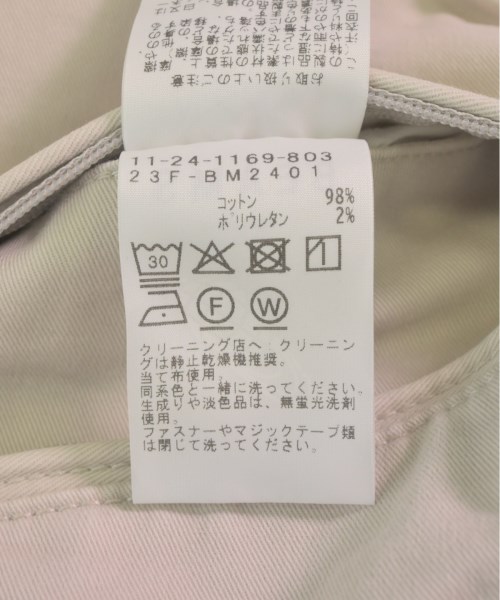 お取り扱い上のご注意
11-24-1169-803
23F-BM2401
コットン 98%
ポリウレタン 2%
30
F W
クリーニング店へ：クリーニン
グは静止乾燥機推奨。
当て布使用。
同系色と一緒に洗ってください。
生成りや淡色品は、無蛍光洗剤
使用。
ファスナーやマジックテープ類
は閉じて洗ってください。